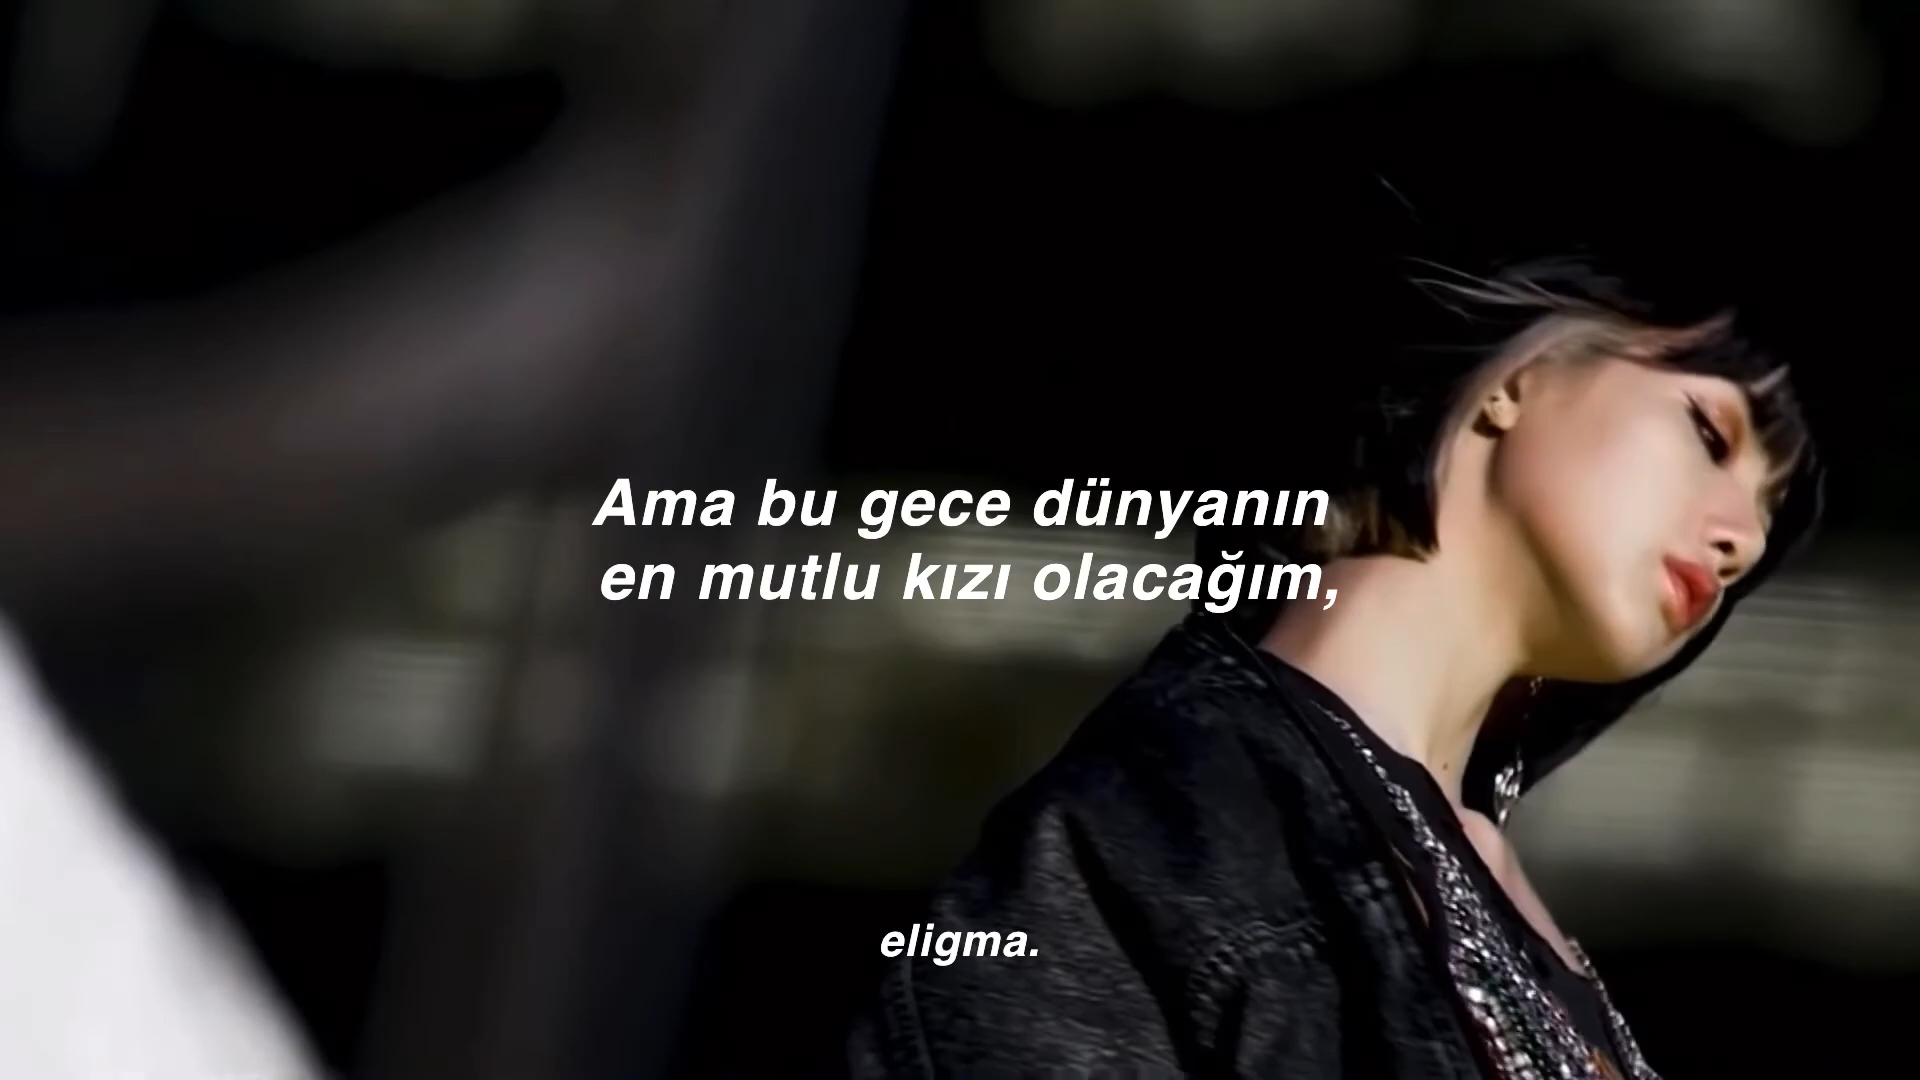 Ama bu gece dünyanın
en mutlu kızı olacağım,
eligma.